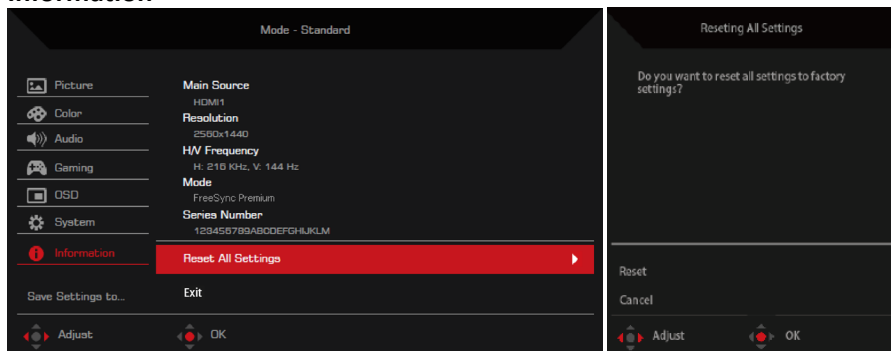 Mode - Standard
Picture
Color
Audio
Gaming
OSD
System
Information
Save Settings to...
Main Source
HDMI1
Resolution
2560x1440
H/V Frequency
H: 216 KHz, V: 144 Hz
Mode
FreeSync Premium
Series Number
123456789ABCDEFGHIJKLM
Reset All Settings
Exit
Adjust
OK
Reseting All Settings
Do you want to reset all settings to factory
settings?
Reset
Cancel
Adjust
OK